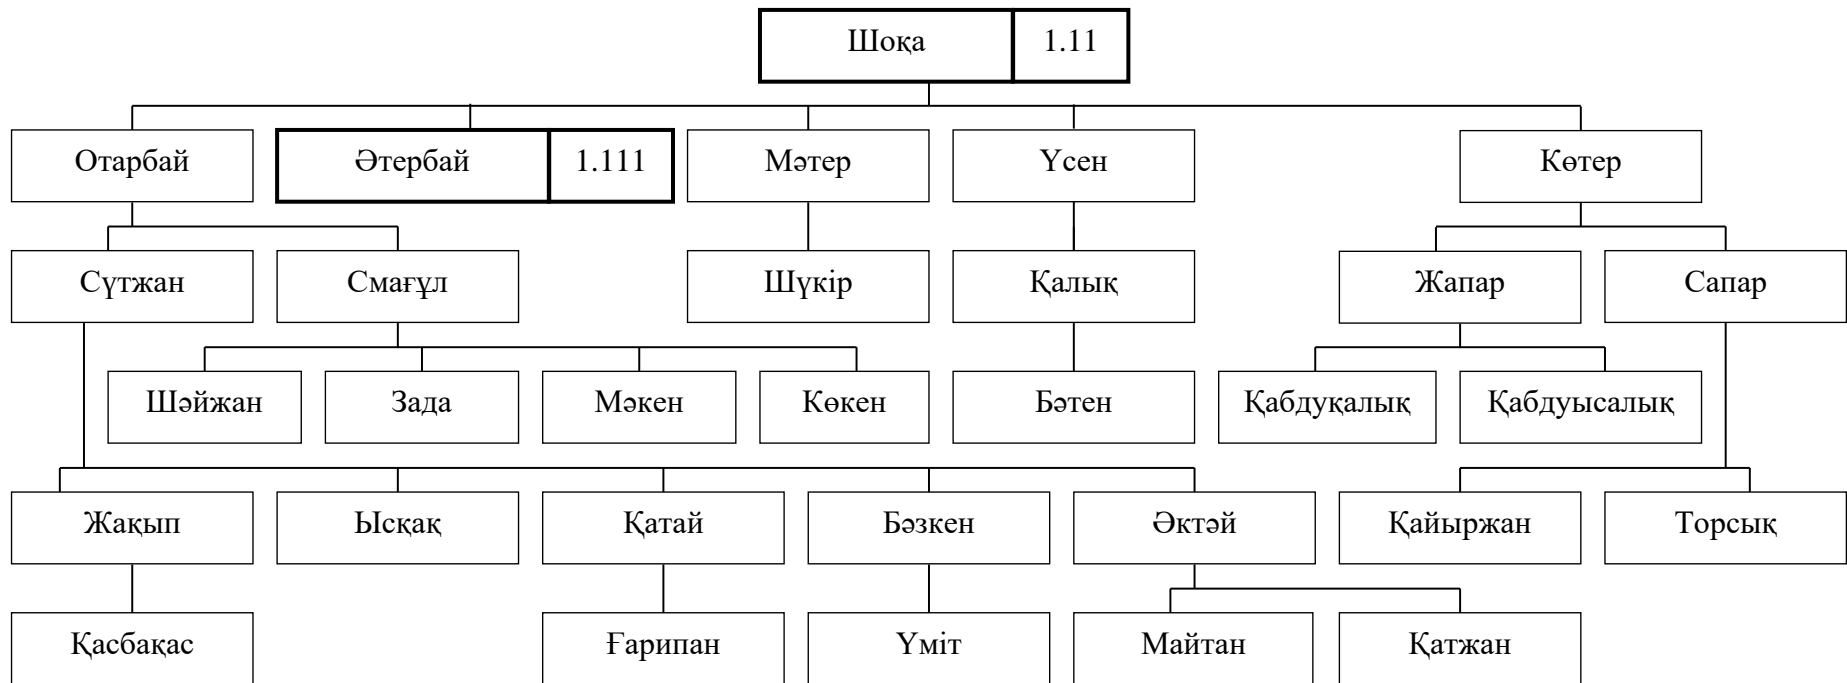 Шоқа 1.11
Отарбай Әтербай 1.111 Мәтер Үсен Көтер
Сүтжан Смағұл Шүкір Қалық Жапар Сапар
Шәйжан Зада Мәкен Көкен Бәтен Қабдуқалық Қабдуысалық
Жақып Ысқақ Қатай Бәзкен Әктәй Қайыржан Торсық
Қасбақас Ғарипан Үміт Майтан Қатжан